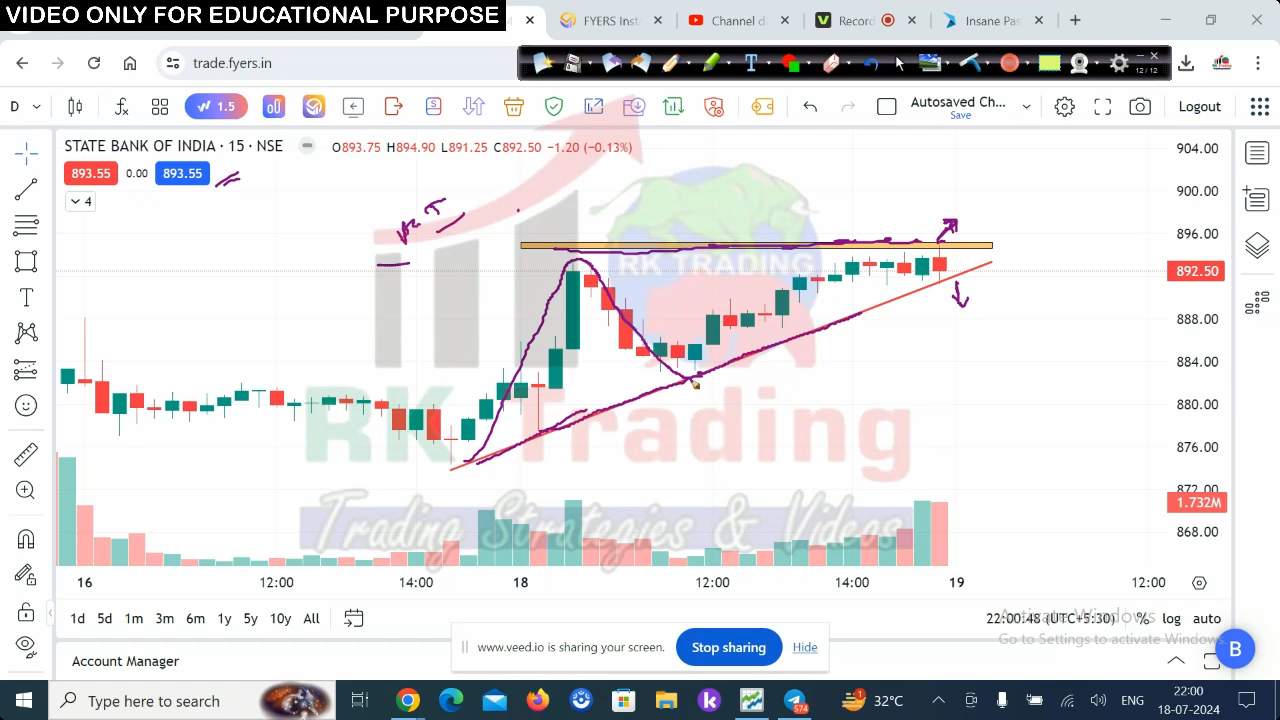 VIDEO ONLY FOR EDUCATIONAL PURPOSE
FYERS Inst
Channel d
Record
Insane Pas
trade.fyers.in
12/12
D
1.5
Autosaved Ch...
Save
Logout
STATE BANK OF INDIA · 15 · NSE
O893.75 H894.90 L891.25 C892.50 −1.20 (−0.13%)
893.55 0.00 893.55
4
904.00
900.00
896.00
892.50
888.00
884.00
880.00
876.00
872.00
1.732M
868.00
RK TRADING
RK Trading
Trading Strategies & Videos
16 12:00 14:00 18 12:00 14:00 19 12:00
1d 5d 1m 3m 6m 1y 5y 10y All
22:00:48 (UTC+5:30) % log auto
Activate Windows
Go to Settings to activate Windows.
www.veed.io is sharing your screen. Stop sharing Hide
Account Manager
B
Type here to search
574
1
32°C
ENG
22:00
18-07-2024